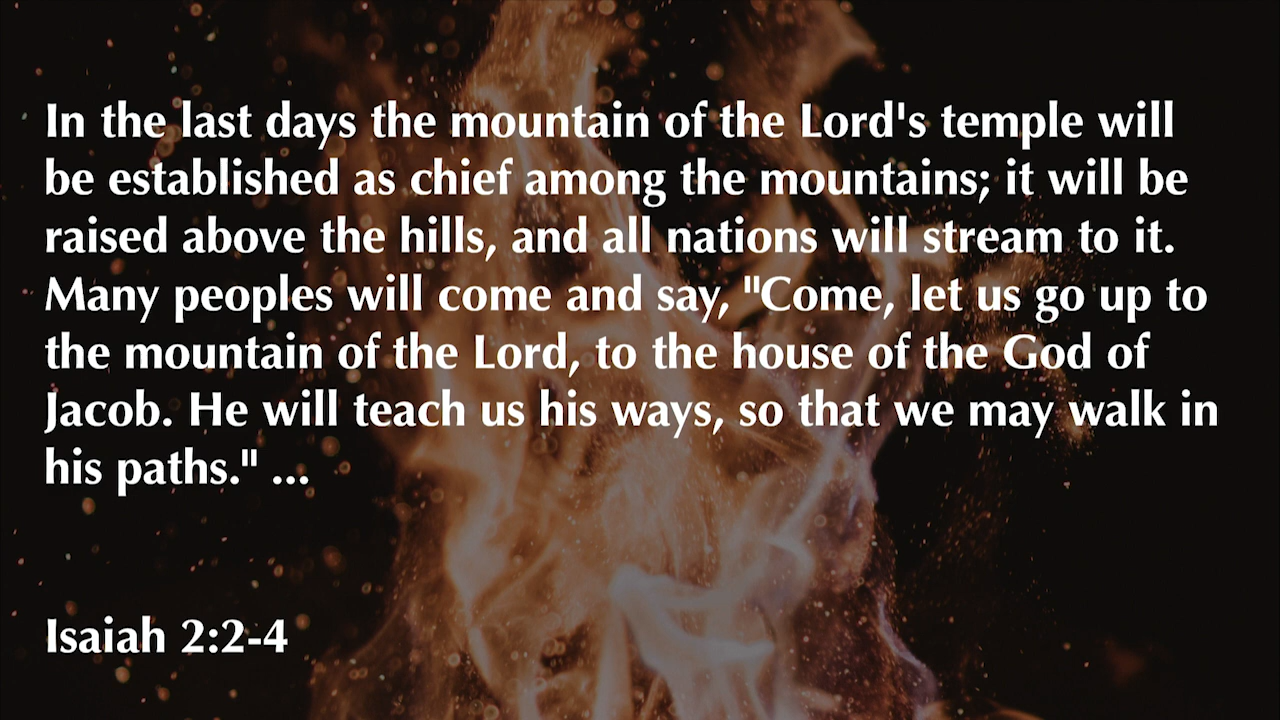 In the last days the mountain of the Lord's temple will
be established as chief among the mountains; it will be
raised above the hills, and all nations will stream to it.
Many peoples will come and say, "Come, let us go up to
the mountain of the Lord, to the house of the God of
Jacob. He will teach us his ways, so that we may walk in
his paths." ...
Isaiah 2:2-4